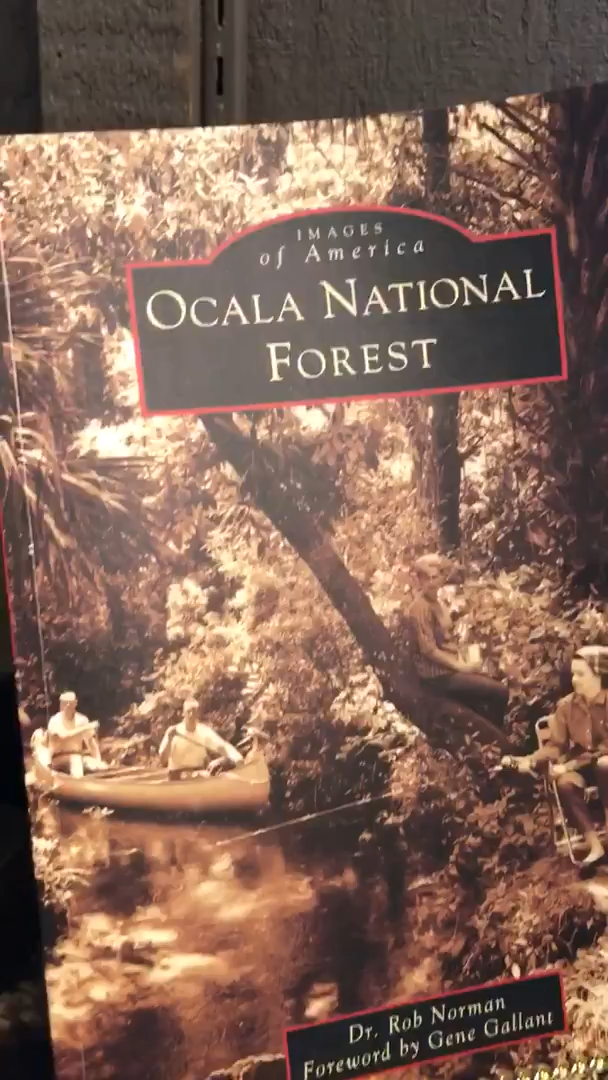 IMAGES
of America
OCALA NATIONAL
FOREST
Dr. Rob Norman
Foreword by Gene Gallant